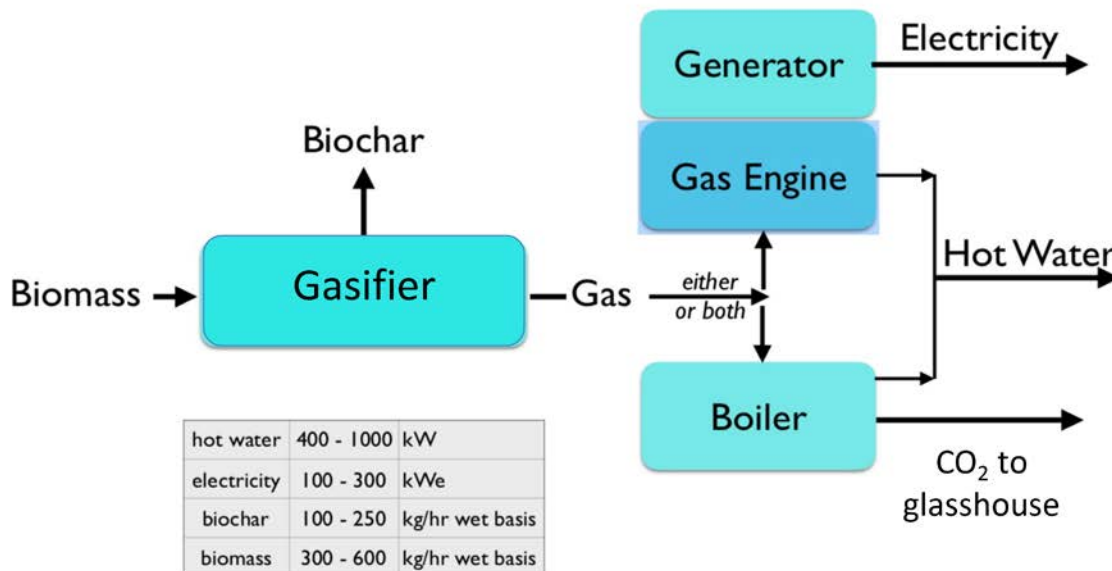 Electricity
Generator
Biochar
Gas Engine
Hot Water
Biomass
Gasifier
Gas
either
or both
Boiler
CO₂ to
glasshouse
hot water 400 - 1000 kW
electricity 100 - 300 kWe
biochar 100 - 250 kg/hr wet basis
biomass 300 - 600 kg/hr wet basis